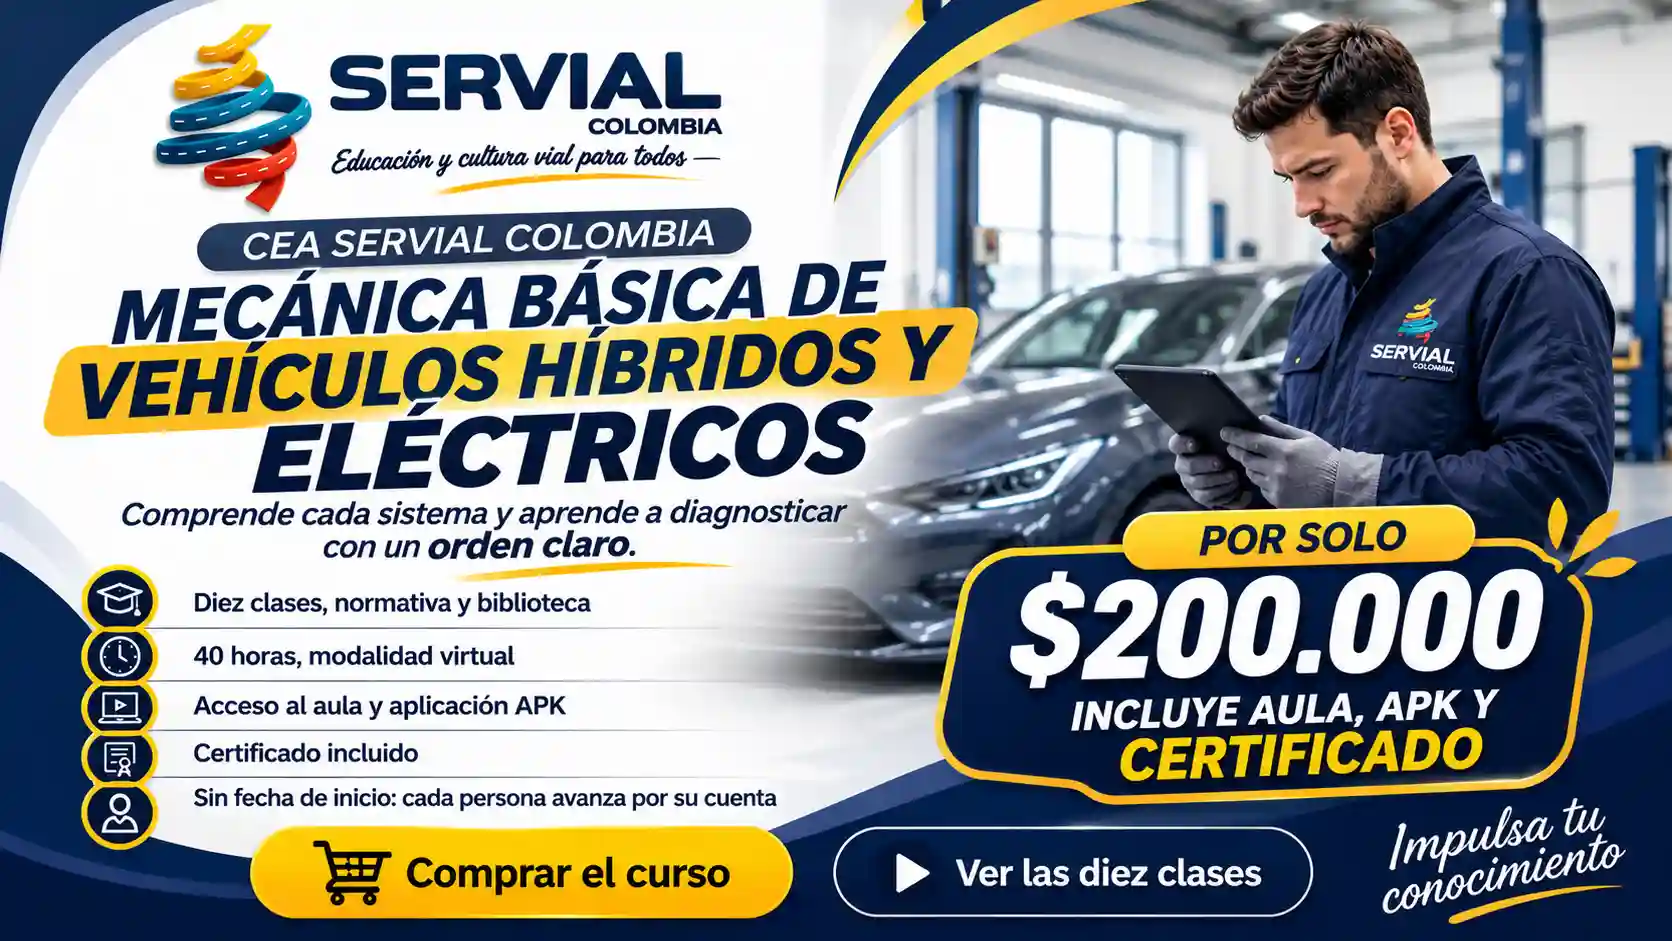 SERVIAL
COLOMBIA
Educación y cultura vial para todos
CEA SERVIAL COLOMBIA
MECÁNICA BÁSICA DE
VEHÍCULOS HÍBRIDOS Y
ELÉCTRICOS
Comprende cada sistema y aprende a diagnosticar
con un orden claro.
Diez clases, normativa y biblioteca
40 horas, modalidad virtual
Acceso al aula y aplicación APK
Certificado incluido
Sin fecha de inicio: cada persona avanza por su cuenta
Comprar el curso
Ver las diez clases
SERVIAL
COLOMBIA
POR SOLO
$200.000
INCLUYE AULA, APK Y
CERTIFICADO
Impulsa tu
conocimiento